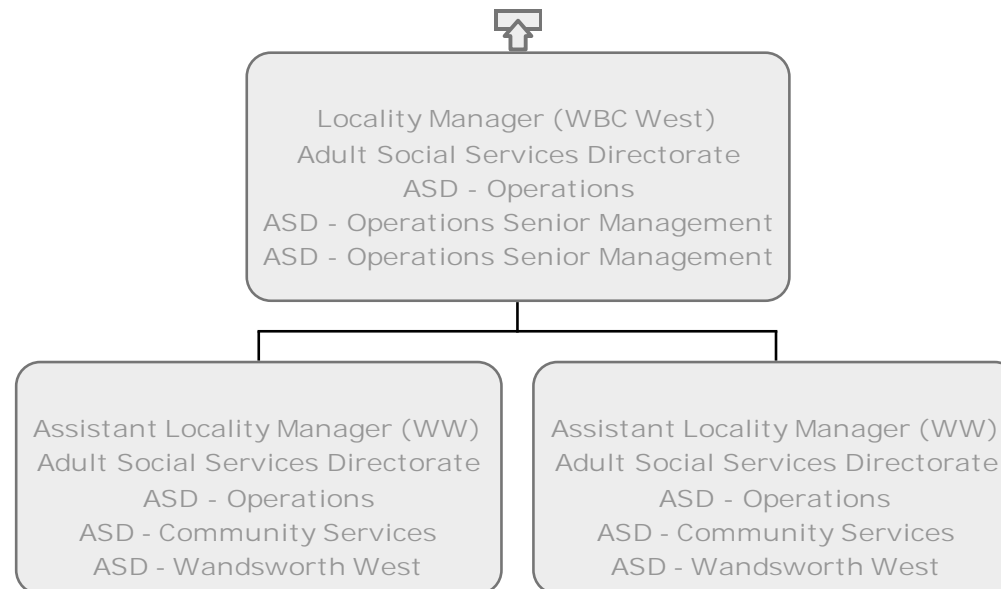 Locality Manager (WBC West)
Adult Social Services Directorate
ASD - Operations
ASD - Operations Senior Management
ASD - Operations Senior Management
Assistant Locality Manager (WW)
Adult Social Services Directorate
ASD - Operations
ASD - Community Services
ASD - Wandsworth West
Assistant Locality Manager (WW)
Adult Social Services Directorate
ASD - Operations
ASD - Community Services
ASD - Wandsworth West